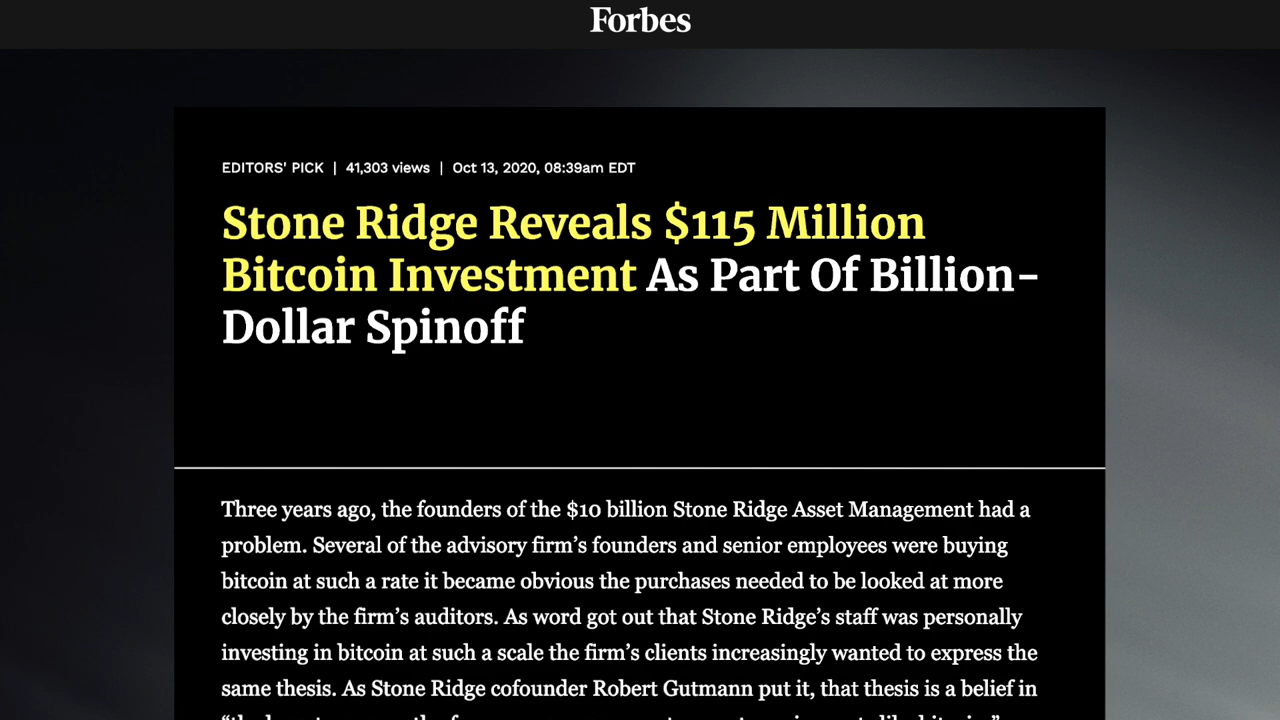 Forbes
EDITORS' PICK | 41,303 views | Oct 13, 2020, 08:39am EDT
Stone Ridge Reveals $115 Million
Bitcoin Investment As Part Of Billion-
Dollar Spinoff
Three years ago, the founders of the $10 billion Stone Ridge Asset Management had a
problem. Several of the advisory firm’s founders and senior employees were buying
bitcoin at such a rate it became obvious the purchases needed to be looked at more
closely by the firm’s auditors. As word got out that Stone Ridge’s staff was personally
investing in bitcoin at such a scale the firm’s clients increasingly wanted to express the
same thesis. As Stone Ridge cofounder Robert Gutmann put it, that thesis is a belief in